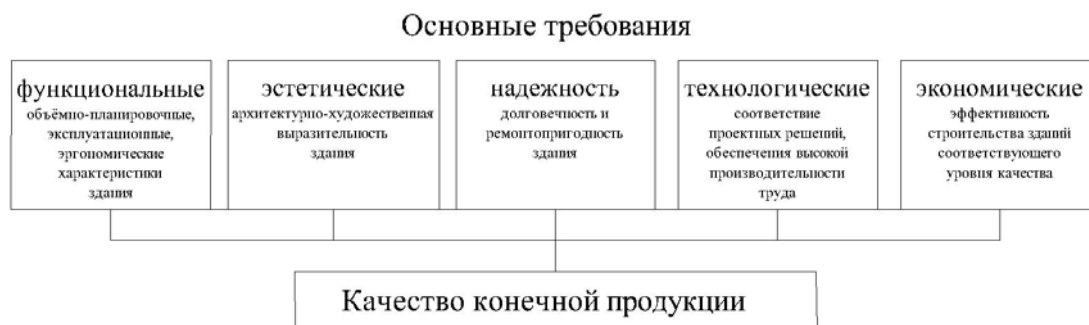 Основные требования
функциональные
объёмно-планировочные,
эксплуатационные,
эргономические
характеристики
здания
эстетические
архитектурно-художественная
выразительность
здания
надежность
долговечность и
ремонтопригодность
здания
технологические
соответствие
проектных решений,
обеспечения высокой
производительности
труда
экономические
эффективность
строительства зданий
соответствующего
уровня качества
Качество конечной продукции